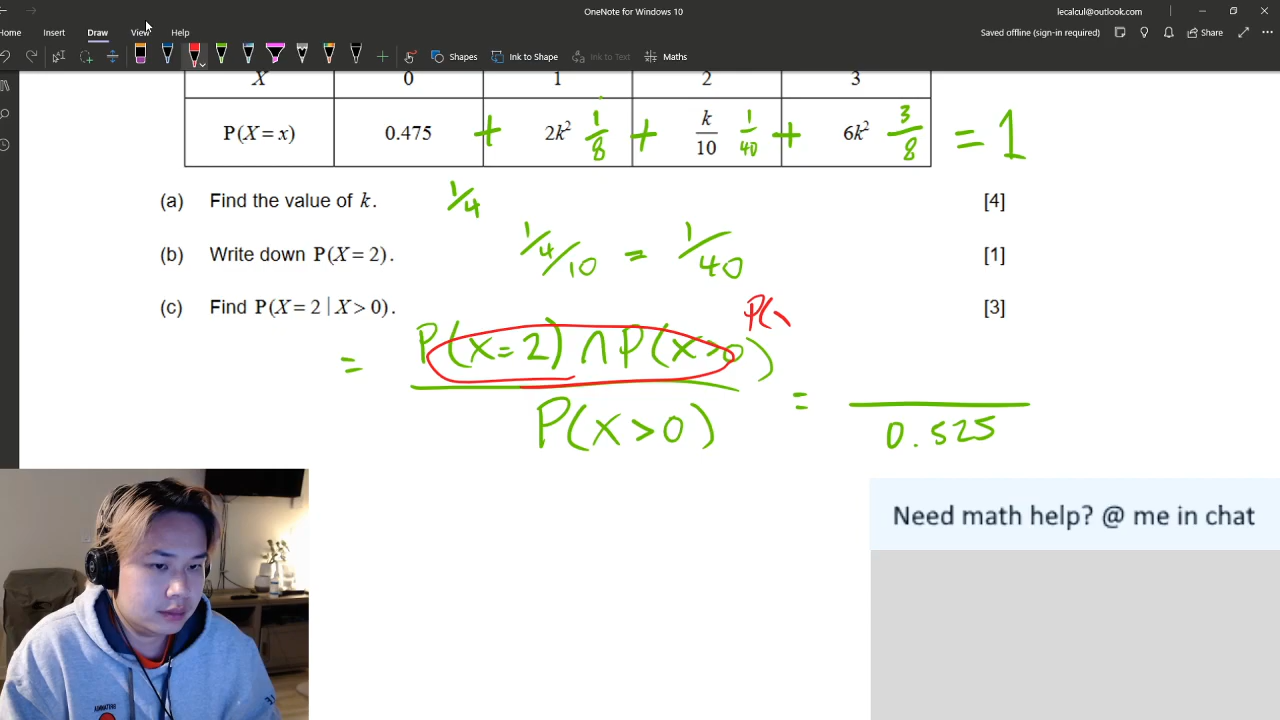 OneNote for Windows 10
lecalcul@outlook.com
Home Insert Draw View Help
Saved offline (sign-in required) Share
Shapes Ink to Shape Ink to Text Maths
X 0 1 2 3
P(X = x) 0.475 + 2k² 1/8 + k/10 1/40 + 6k² 3/8 = 1
(a) Find the value of k. 1/4 [4]
1/4/10 = 1/40
(b) Write down P(X = 2). [1]
(c) Find P(X = 2 | X > 0). [3]
P(
= P(X=2) ∩ P(X>0) =
P(X>0) 0.525
Need math help? @ me in chat